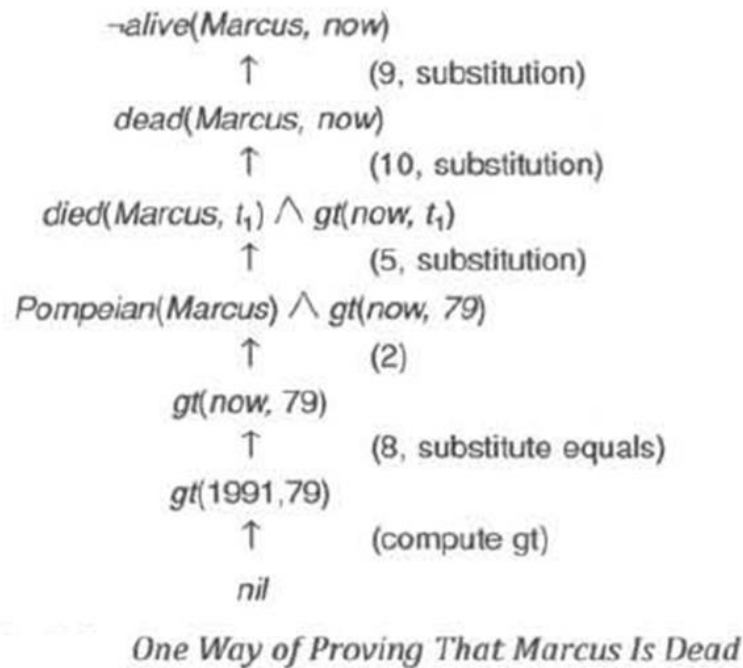 ¬alive(Marcus, now)
↑ (9, substitution)
dead(Marcus, now)
↑ (10, substitution)
died(Marcus, t₁) ∧ gt(now, t₁)
↑ (5, substitution)
Pompeian(Marcus) ∧ gt(now, 79)
↑ (2)
gt(now, 79)
↑ (8, substitute equals)
gt(1991,79)
↑ (compute gt)
nil
One Way of Proving That Marcus Is Dead